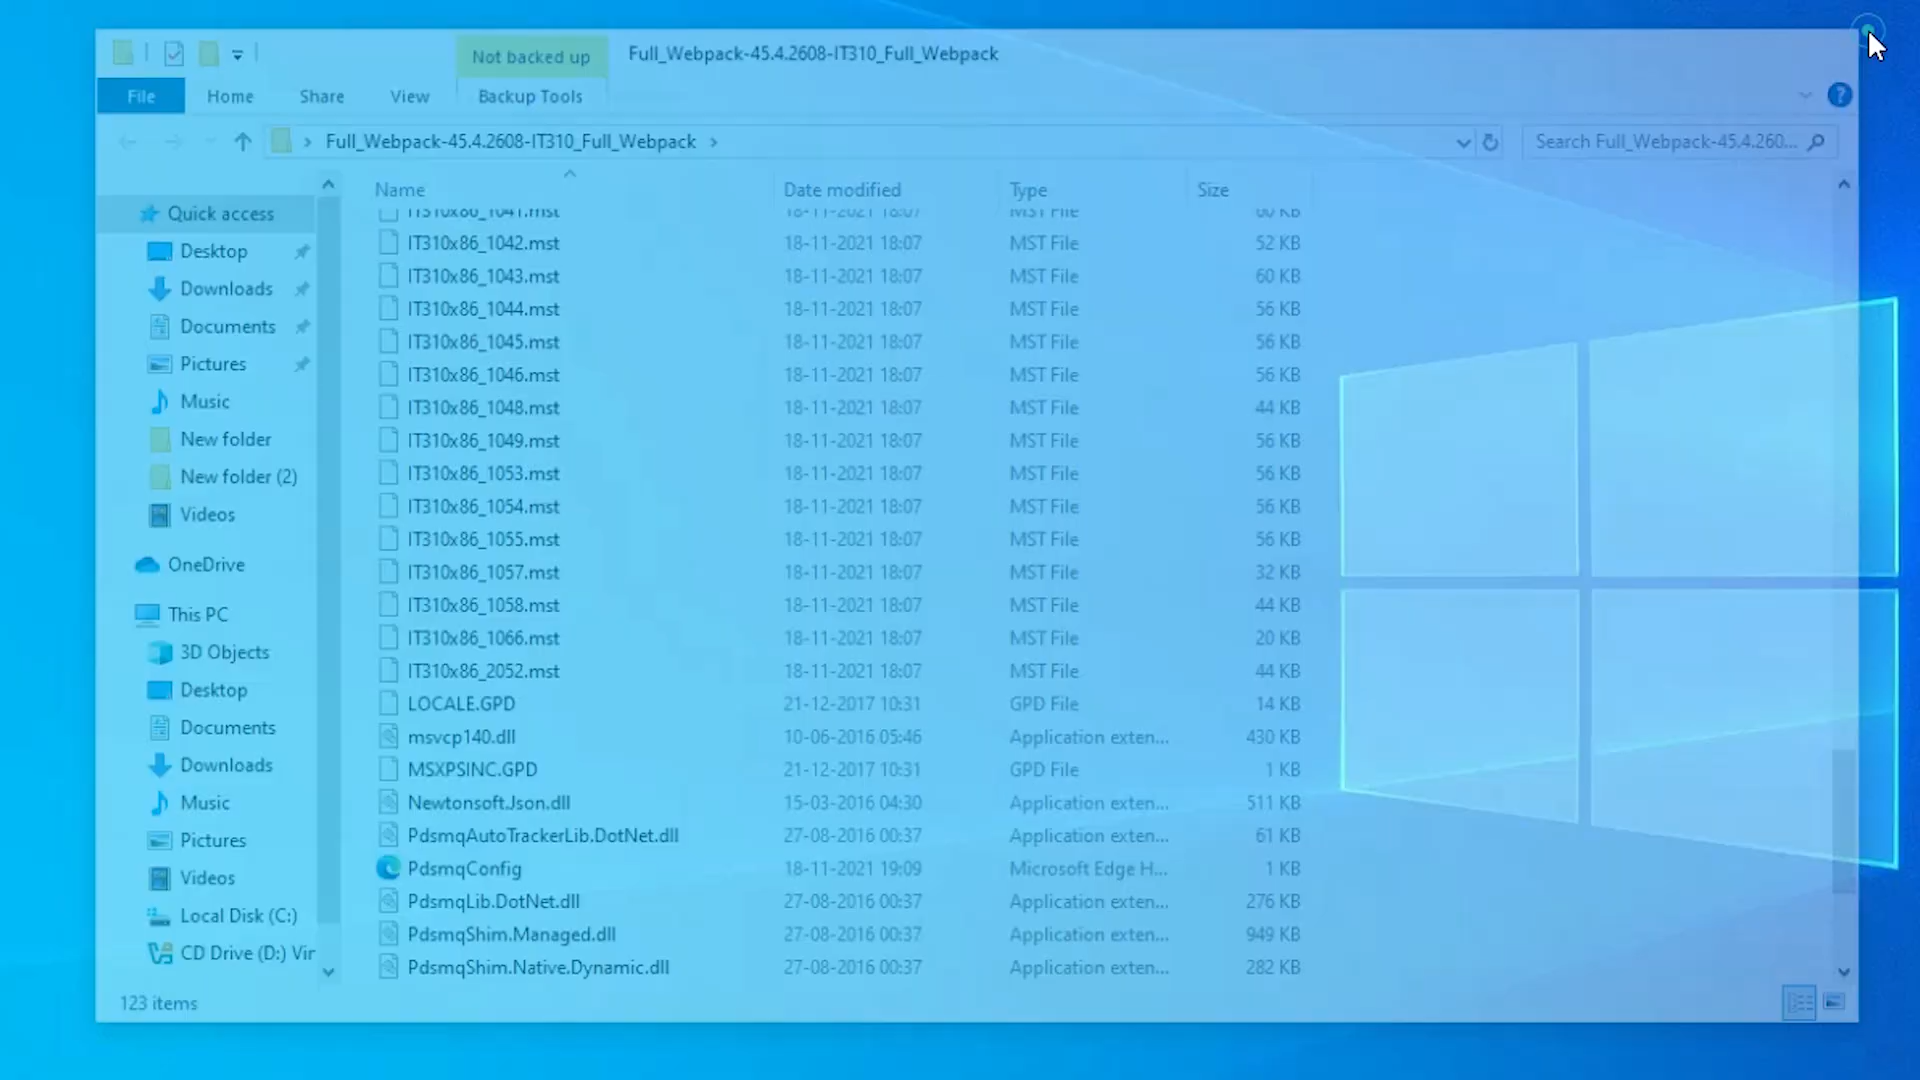 Not backed up
Full_Webpack-45.4.2608-IT310_Full_Webpack
File
Home
Share
View
Backup Tools
Full_Webpack-45.4.2608-IT310_Full_Webpack
Search Full_Webpack-45.4.260...
Name
Date modified
Type
Size
Quick access
Desktop
Downloads
Documents
Pictures
Music
New folder
New folder (2)
Videos
OneDrive
This PC
3D Objects
Desktop
Documents
Downloads
Music
Pictures
Videos
Local Disk (C:)
CD Drive (D:) Vir
IT310x86_1041.mst 18-11-2021 18:07 MST File 60 KB
IT310x86_1042.mst 18-11-2021 18:07 MST File 52 KB
IT310x86_1043.mst 18-11-2021 18:07 MST File 60 KB
IT310x86_1044.mst 18-11-2021 18:07 MST File 56 KB
IT310x86_1045.mst 18-11-2021 18:07 MST File 56 KB
IT310x86_1046.mst 18-11-2021 18:07 MST File 56 KB
IT310x86_1048.mst 18-11-2021 18:07 MST File 44 KB
IT310x86_1049.mst 18-11-2021 18:07 MST File 56 KB
IT310x86_1053.mst 18-11-2021 18:07 MST File 56 KB
IT310x86_1054.mst 18-11-2021 18:07 MST File 56 KB
IT310x86_1055.mst 18-11-2021 18:07 MST File 56 KB
IT310x86_1057.mst 18-11-2021 18:07 MST File 32 KB
IT310x86_1058.mst 18-11-2021 18:07 MST File 44 KB
IT310x86_1066.mst 18-11-2021 18:07 MST File 20 KB
IT310x86_2052.mst 18-11-2021 18:07 MST File 44 KB
LOCALE.GPD 21-12-2017 10:31 GPD File 14 KB
msvcp140.dll 10-06-2016 05:46 Application exten... 430 KB
MSXPSINC.GPD 21-12-2017 10:31 GPD File 1 KB
Newtonsoft.Json.dll 15-03-2016 04:30 Application exten... 511 KB
PdsmqAutoTrackerLib.DotNet.dll 27-08-2016 00:37 Application exten... 61 KB
PdsmqConfig 18-11-2021 19:09 Microsoft Edge H... 1 KB
PdsmqLib.DotNet.dll 27-08-2016 00:37 Application exten... 276 KB
PdsmqShim.Managed.dll 27-08-2016 00:37 Application exten... 949 KB
PdsmqShim.Native.Dynamic.dll 27-08-2016 00:37 Application exten... 282 KB
123 items